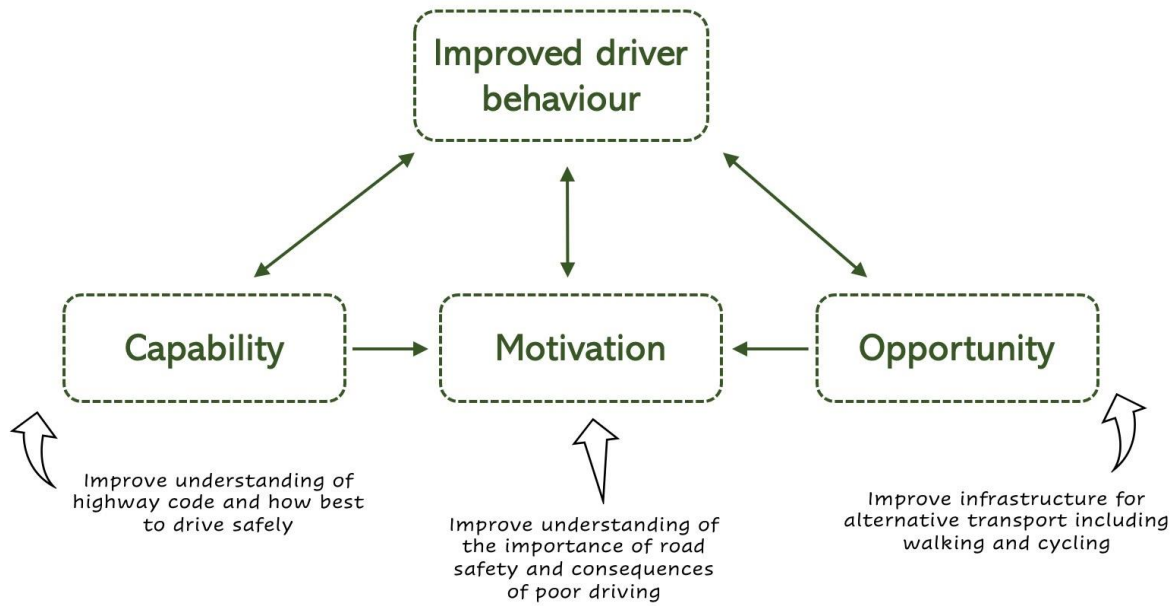 Improved driver
behaviour
Capability
Motivation
Opportunity
Improve understanding of
highway code and how best
to drive safely
Improve understanding of
the importance of road
safety and consequences
of poor driving
Improve infrastructure for
alternative transport including
walking and cycling